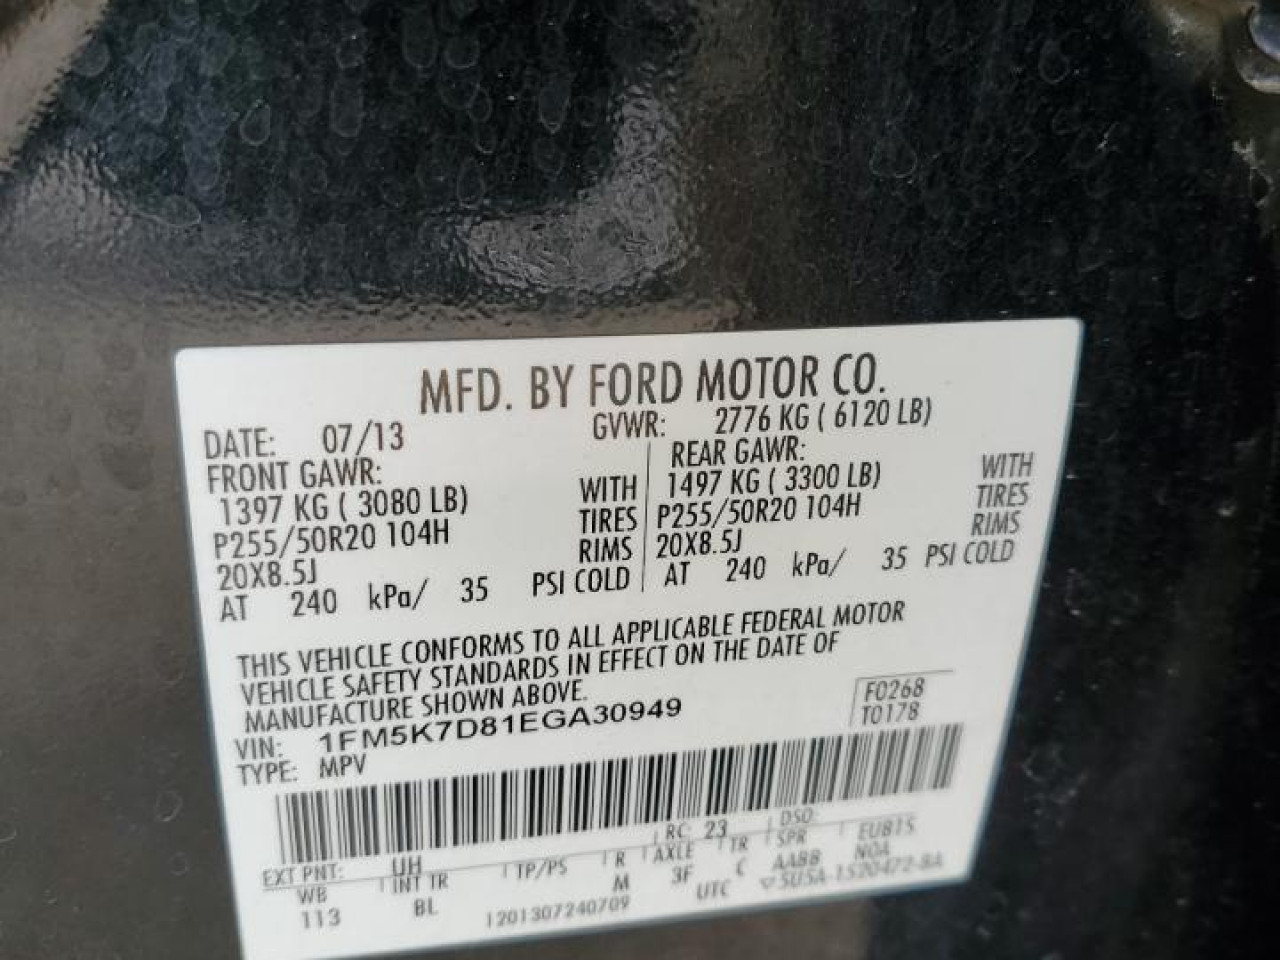 MFD. BY FORD MOTOR CO.
DATE: 07/13 GVWR: 2776 KG ( 6120 LB)
FRONT GAWR: REAR GAWR:
1397 KG ( 3080 LB) WITH 1497 KG ( 3300 LB) WITH
P255/50R20 104H TIRES P255/50R20 104H TIRES
20X8.5J RIMS 20X8.5J RIMS
AT 240 kPa/ 35 PSI COLD AT 240 kPa/ 35 PSI COLD
THIS VEHICLE CONFORMS TO ALL APPLICABLE FEDERAL MOTOR
VEHICLE SAFETY STANDARDS IN EFFECT ON THE DATE OF
MANUFACTURE SHOWN ABOVE.
F0268
VIN: 1FM5K7D81EGA30949 T0178
TYPE: MPV
RC: 23 DSO:
EXT PNT: UH EU815
WB INT TR TP/PS R AXLE TR SPR NOA
113 BL M 3F C AABB
1201307240709 UTC 5U5A-1520472-BA